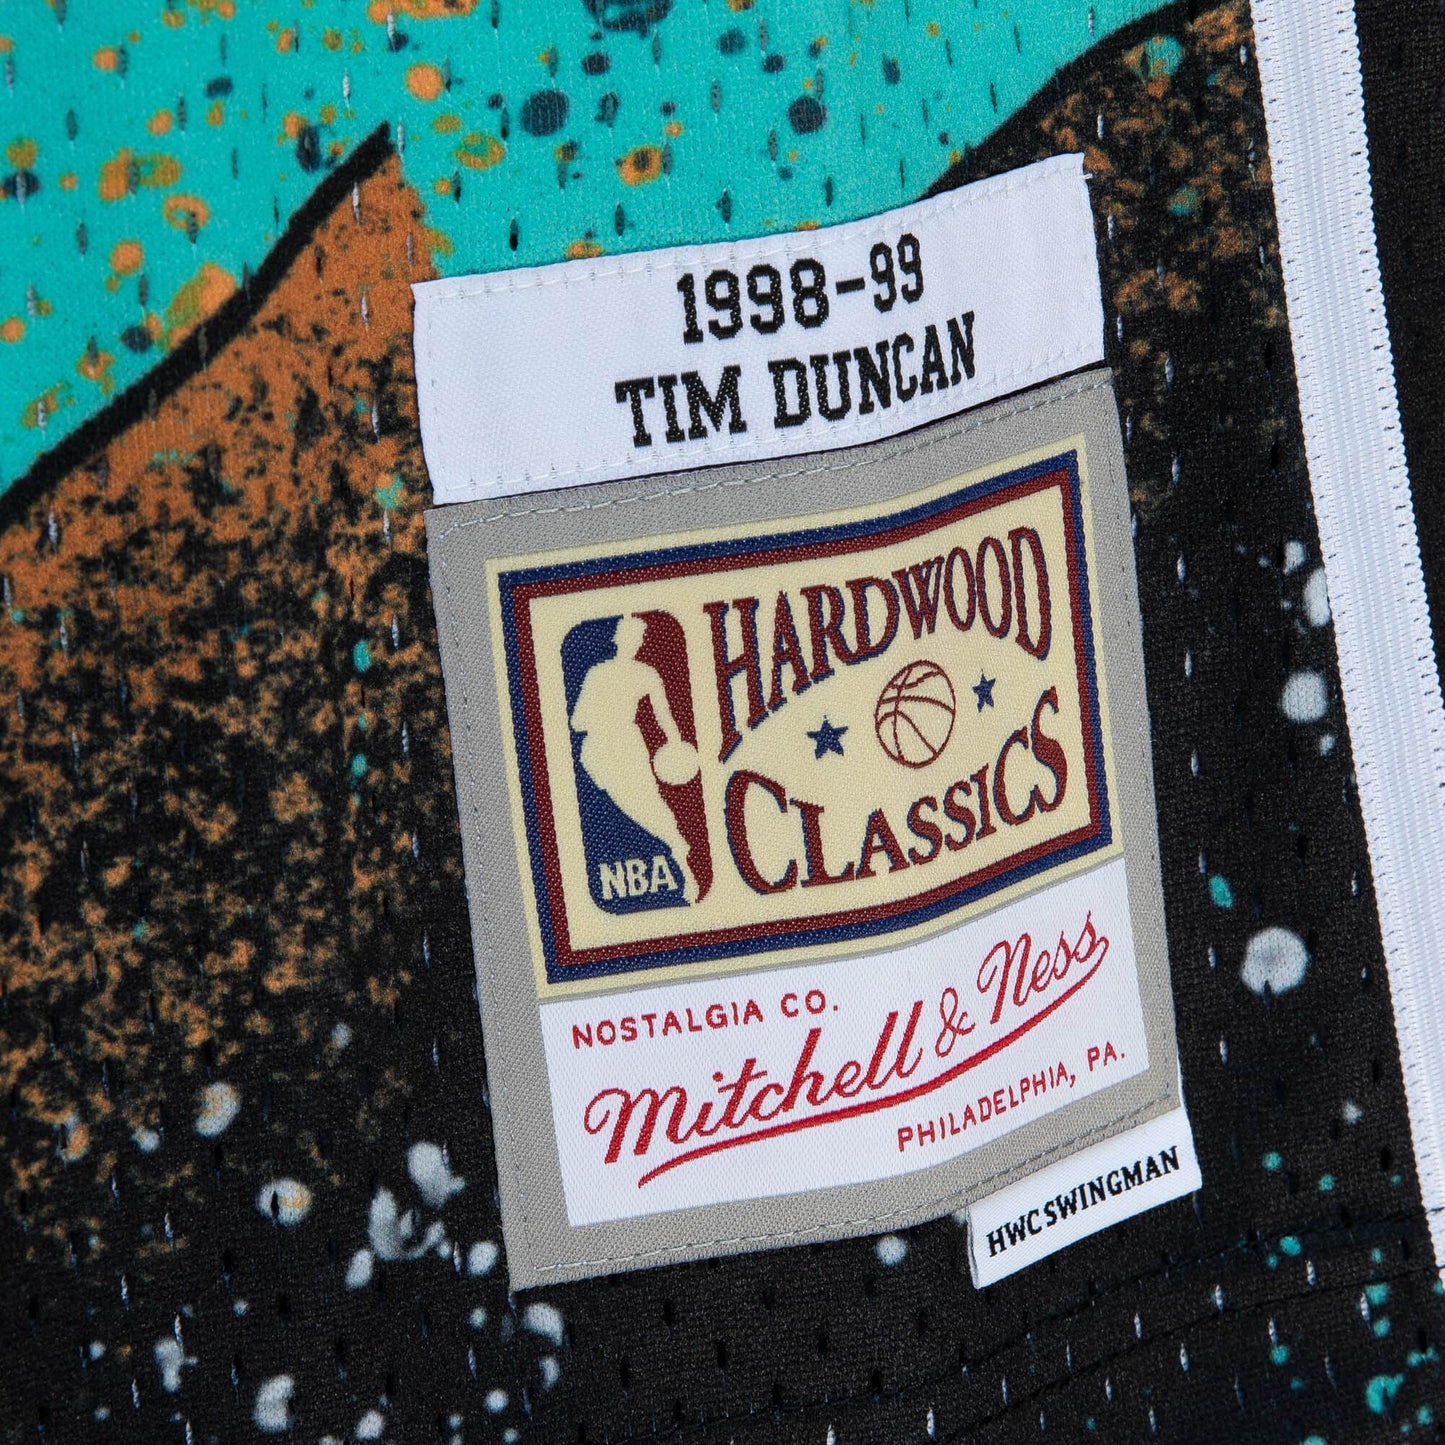 1998-99
TIM DUNCAN
HARDWOOD
CLASSICS
NBA
NOSTALGIA CO.
Mitchell & Ness
PHILADELPHIA, PA.
HWC SWINGMAN